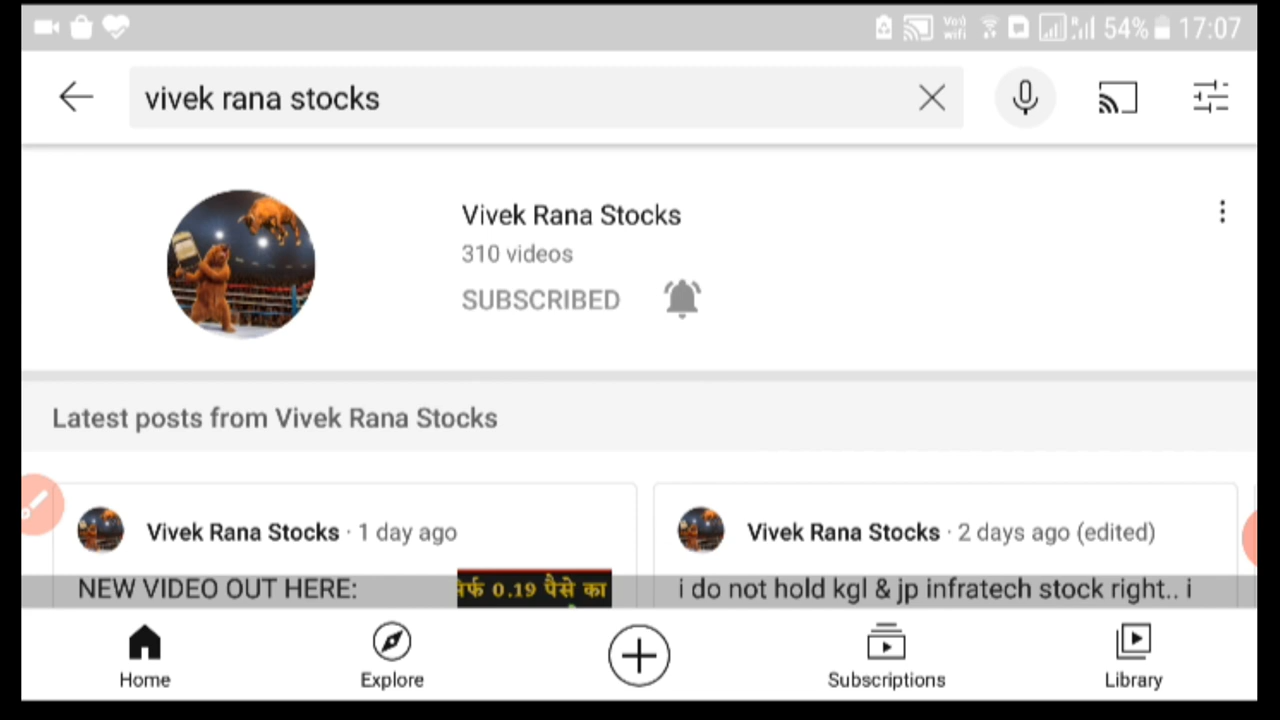 Vo))
wifi
R
54% 17:07
vivek rana stocks
Vivek Rana Stocks
310 videos
SUBSCRIBED
Latest posts from Vivek Rana Stocks
Vivek Rana Stocks · 1 day ago
NEW VIDEO OUT HERE:
0.19 पैसे का
Vivek Rana Stocks · 2 days ago (edited)
i do not hold kgl & jp infratech stock right.. i
Home
Explore
Subscriptions
Library